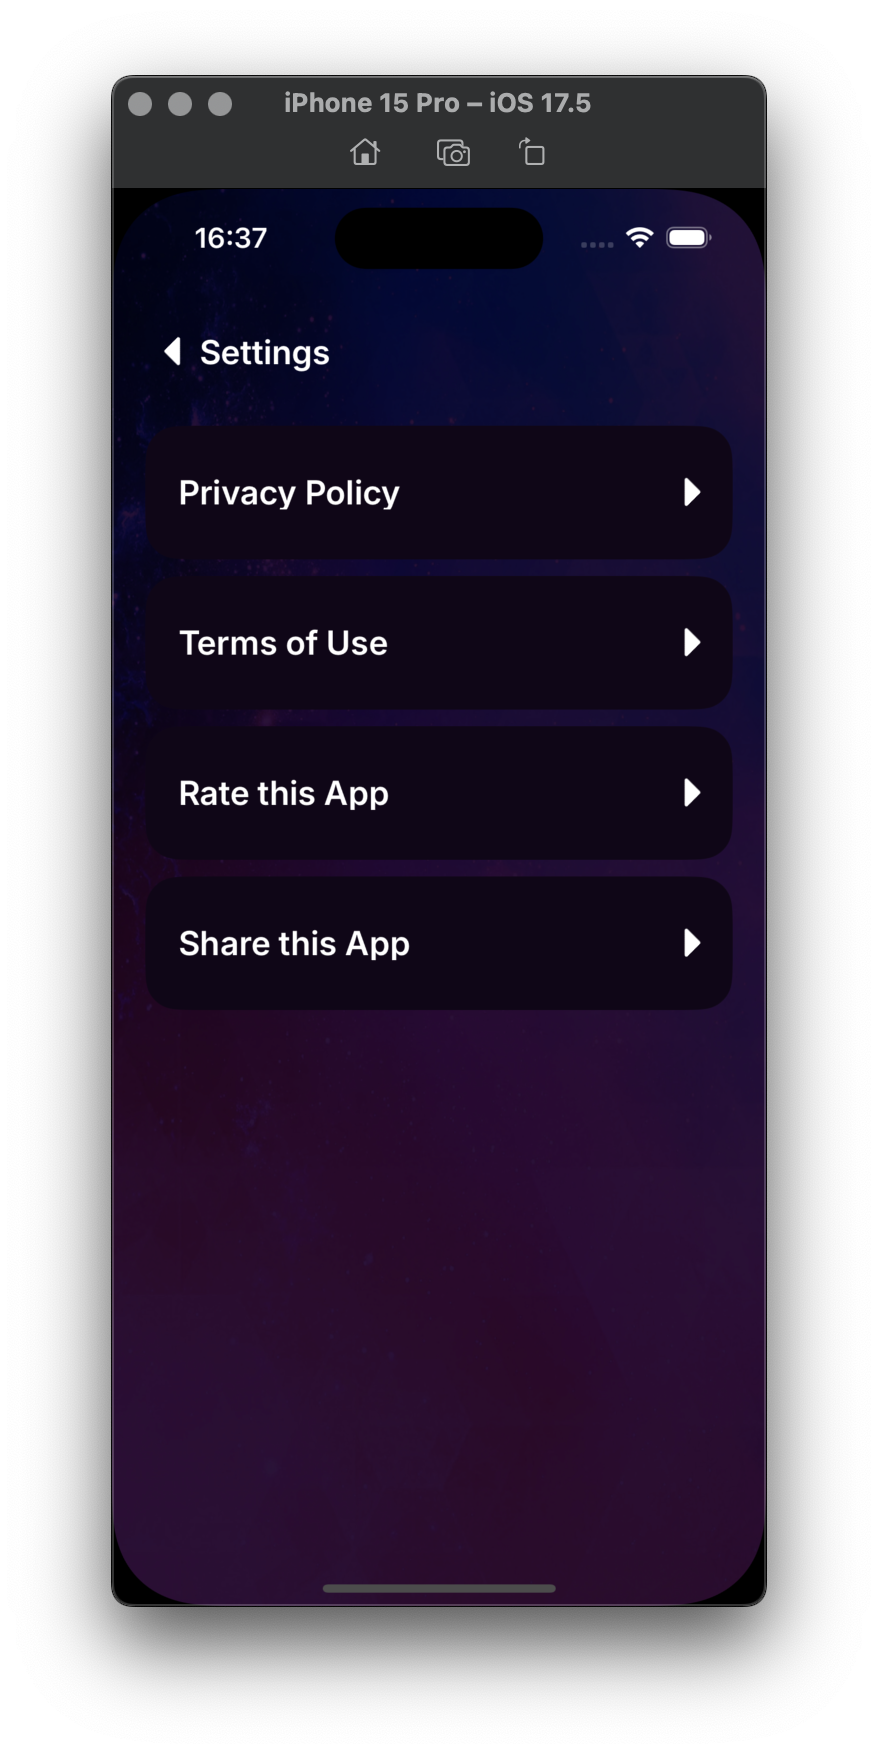 iPhone 15 Pro – iOS 17.5
16:37
Settings
Privacy Policy
Terms of Use
Rate this App
Share this App